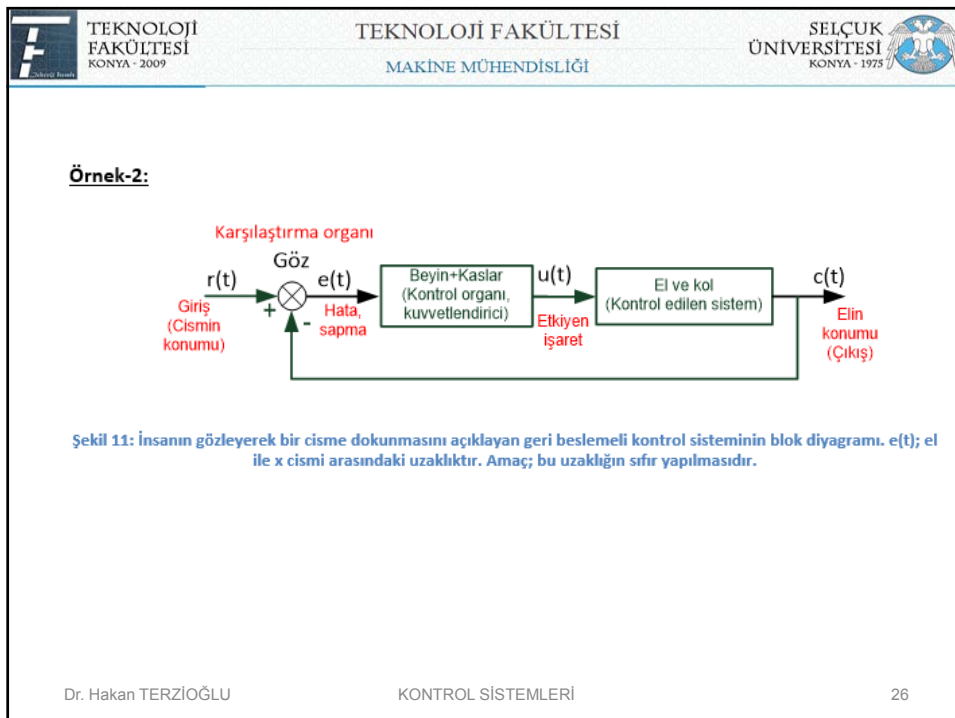 TEKNOLOJİ
FAKÜLTESİ
KONYA - 2009
TEKNOLOJİ FAKÜLTESİ
MAKİNE MÜHENDİSLİĞİ
SELÇUK
ÜNİVERSİTESİ
KONYA - 1975
Örnek-2:
Karşılaştırma organı
Göz
r(t)
e(t)
u(t)
c(t)
+
-
Giriş
(Cismin
konumu)
Hata,
sapma
Beyin+Kaslar
(Kontrol organı,
kuvvetlendirici)
Etkiyen
işaret
El ve kol
(Kontrol edilen sistem)
Elin
konumu
(Çıkış)
Şekil 11: İnsanın gözleyerek bir cisme dokunmasını açıklayan geri beslemeli kontrol sisteminin blok diyagramı. e(t); el
ile x cismi arasındaki uzaklıktır. Amaç; bu uzaklığın sıfır yapılmasıdır.
Dr. Hakan TERZİOĞLU
KONTROL SİSTEMLERİ
26